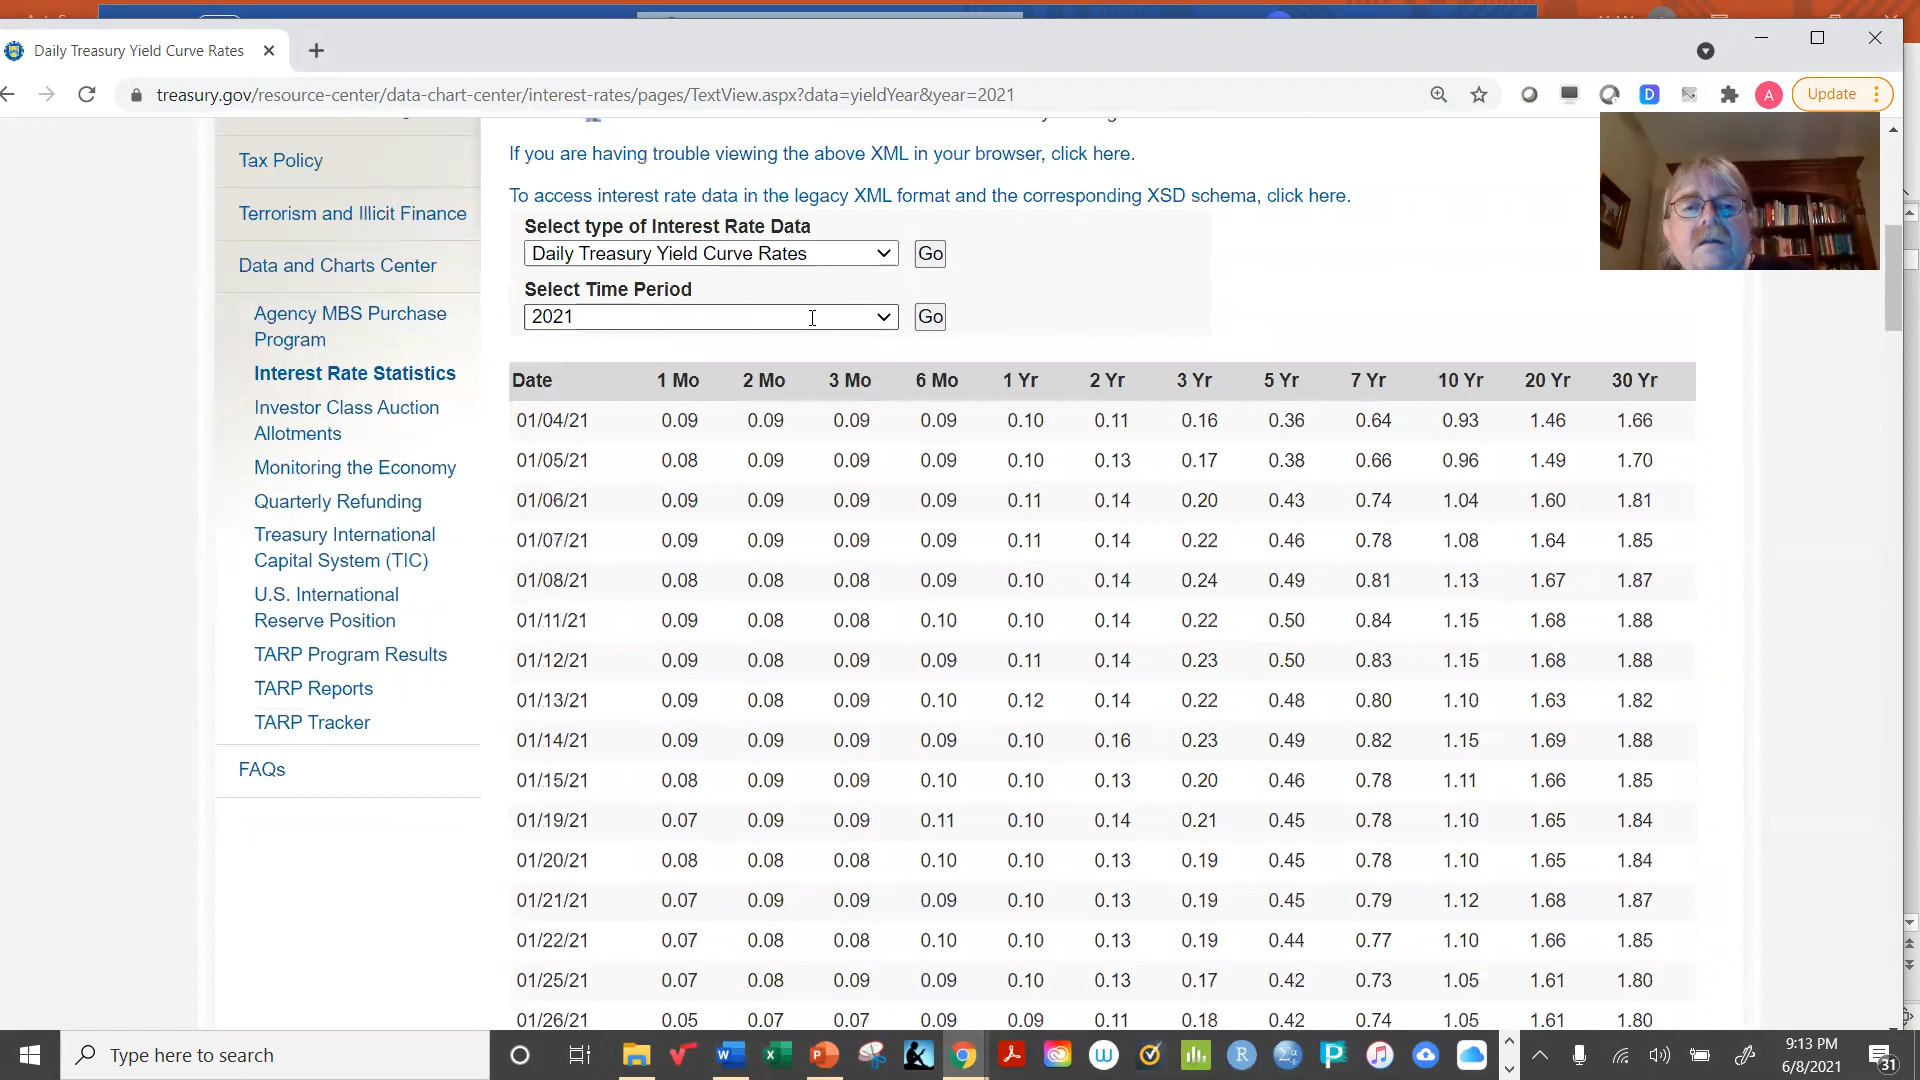 Daily Treasury Yield Curve Rates
treasury.gov/resource-center/data-chart-center/interest-rates/pages/TextView.aspx?data=yieldYear&year=2021
A
Update
If you are having trouble viewing the above XML in your browser, click here.
To access interest rate data in the legacy XML format and the corresponding XSD schema, click here.
Tax Policy
Terrorism and Illicit Finance
Data and Charts Center
Agency MBS Purchase
Program
Interest Rate Statistics
Investor Class Auction
Allotments
Monitoring the Economy
Quarterly Refunding
Treasury International
Capital System (TIC)
U.S. International
Reserve Position
TARP Program Results
TARP Reports
TARP Tracker
FAQs
Select type of Interest Rate Data
Daily Treasury Yield Curve Rates Go
Select Time Period
2021 Go
Date 1 Mo 2 Mo 3 Mo 6 Mo 1 Yr 2 Yr 3 Yr 5 Yr 7 Yr 10 Yr 20 Yr 30 Yr
01/04/21 0.09 0.09 0.09 0.09 0.10 0.11 0.16 0.36 0.64 0.93 1.46 1.66
01/05/21 0.08 0.09 0.09 0.09 0.10 0.13 0.17 0.38 0.66 0.96 1.49 1.70
01/06/21 0.09 0.09 0.09 0.09 0.11 0.14 0.20 0.43 0.74 1.04 1.60 1.81
01/07/21 0.09 0.09 0.09 0.09 0.11 0.14 0.22 0.46 0.78 1.08 1.64 1.85
01/08/21 0.08 0.08 0.08 0.09 0.10 0.14 0.24 0.49 0.81 1.13 1.67 1.87
01/11/21 0.09 0.08 0.08 0.10 0.10 0.14 0.22 0.50 0.84 1.15 1.68 1.88
01/12/21 0.09 0.08 0.09 0.09 0.11 0.14 0.23 0.50 0.83 1.15 1.68 1.88
01/13/21 0.09 0.08 0.09 0.10 0.12 0.14 0.22 0.48 0.80 1.10 1.63 1.82
01/14/21 0.09 0.09 0.09 0.09 0.10 0.16 0.23 0.49 0.82 1.15 1.69 1.88
01/15/21 0.08 0.09 0.09 0.10 0.10 0.13 0.20 0.46 0.78 1.11 1.66 1.85
01/19/21 0.07 0.09 0.09 0.11 0.10 0.14 0.21 0.45 0.78 1.10 1.65 1.84
01/20/21 0.08 0.08 0.08 0.10 0.10 0.13 0.19 0.45 0.78 1.10 1.65 1.84
01/21/21 0.07 0.09 0.09 0.09 0.10 0.13 0.19 0.45 0.79 1.12 1.68 1.87
01/22/21 0.07 0.08 0.08 0.10 0.10 0.13 0.19 0.44 0.77 1.10 1.66 1.85
01/25/21 0.07 0.08 0.09 0.09 0.10 0.13 0.17 0.42 0.73 1.05 1.61 1.80
01/26/21 0.05 0.07 0.07 0.09 0.09 0.11 0.18 0.42 0.74 1.05 1.61 1.80
Type here to search
9:13 PM
6/8/2021
31